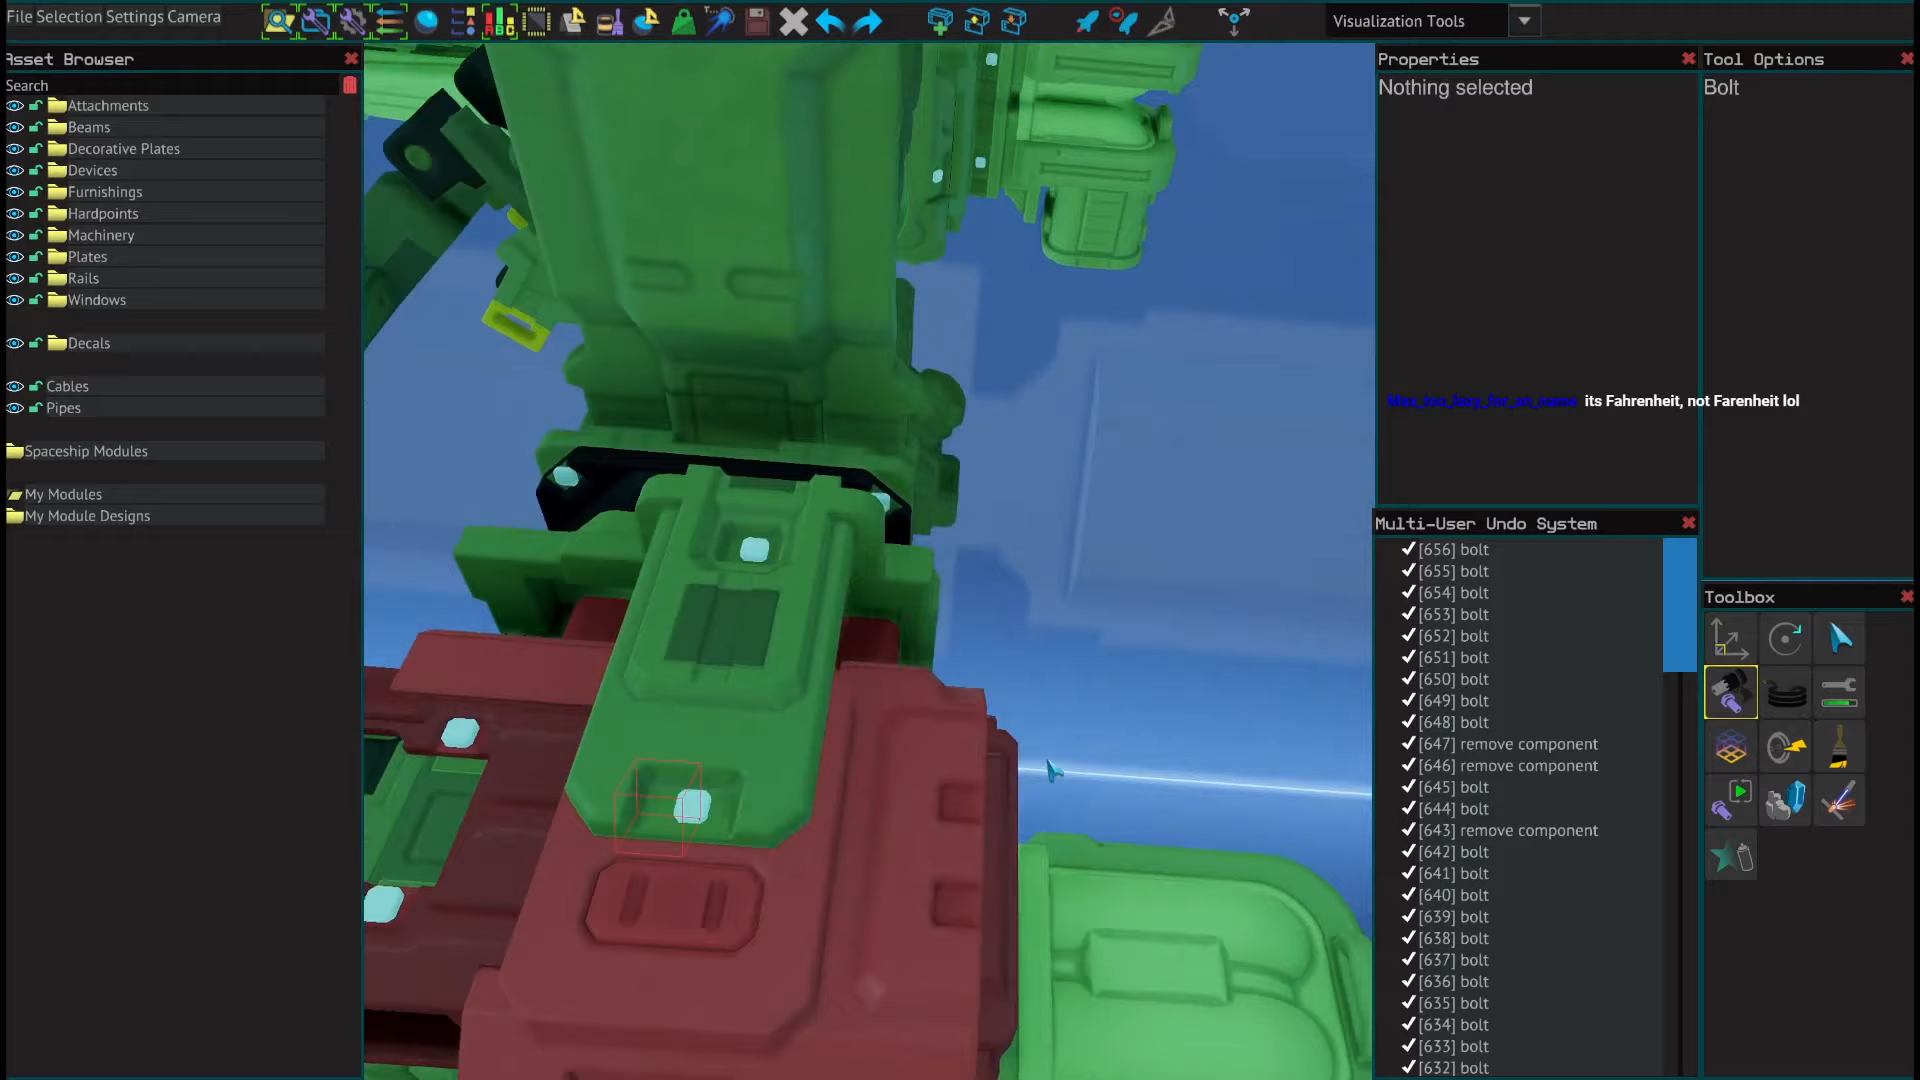 File Selection Settings Camera
Visualization Tools
Asset Browser
Search
Attachments
Beams
Decorative Plates
Devices
Furnishings
Hardpoints
Machinery
Plates
Rails
Windows
Decals
Cables
Pipes
Spaceship Modules
My Modules
My Module Designs
Properties
Nothing selected
Tool Options
Bolt
Max_too_lazy_for_an_name its Fahrenheit, not Farenheit lol
Multi-User Undo System
[656] bolt
[655] bolt
[654] bolt
[653] bolt
[652] bolt
[651] bolt
[650] bolt
[649] bolt
[648] bolt
[647] remove component
[646] remove component
[645] bolt
[644] bolt
[643] remove component
[642] bolt
[641] bolt
[640] bolt
[639] bolt
[638] bolt
[637] bolt
[636] bolt
[635] bolt
[634] bolt
[633] bolt
[632] bolt
Toolbox